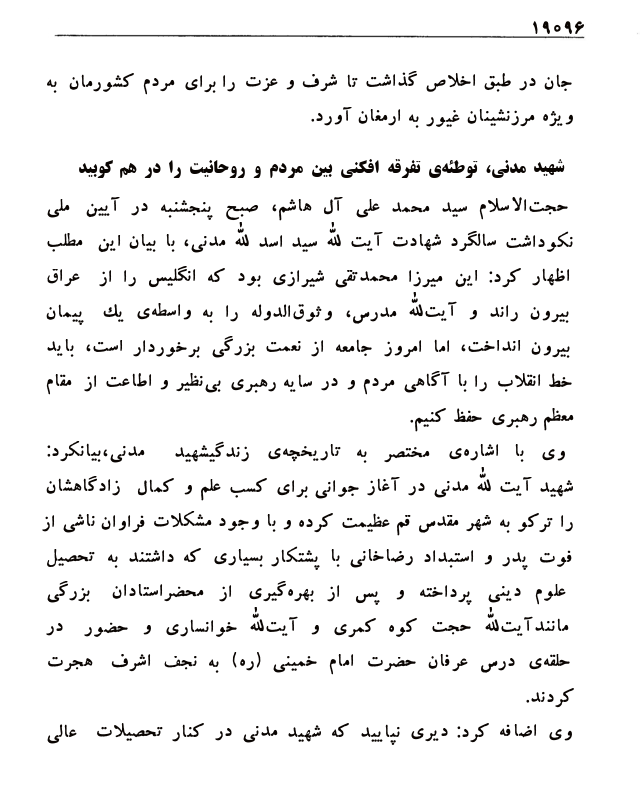 ۱۹۰۹۶
جان در طبق اخلاص گذاشت تا شرف و عزت را برای مردم کشورمان به
ویژه مرزنشینان غیور به ارمغان آورد.
شهید مدنی، توطئه‌ی تفرقه افکنی بین مردم و روحانیت را در هم کوبید
حجت‌الاسلام سید محمد علی آل هاشم، صبح پنجشنبه در آیین ملی
نکوداشت سالگرد شهادت آیت لله سید اسد لله مدنی، با بیان این مطلب
اظهار کرد: این میرزا محمدتقی شیرازی بود که انگلیس را از عراق
بیرون راند و آیت‌لله مدرس، وثوق‌الدوله را به واسطه‌ی یك پیمان
بیرون انداخت، اما امروز جامعه از نعمت بزرگی برخوردار است، باید
خط انقلاب را با آگاهی مردم و در سایه رهبری بی‌نظیر و اطاعت از مقام
معظم رهبری حفظ کنیم.
وی با اشاره‌ی مختصر به تاریخچه‌ی زندگیشهید مدنی،بیانکرد:
شهید آیت لله مدنی در آغاز جوانی برای کسب علم و کمال زادگاهشان
را ترکو به شهر مقدس قم عظیمت کرده و با وجود مشکلات فراوان ناشی از
فوت پدر و استبداد رضاخانی با پشتکار بسیاری که داشتند به تحصیل
علوم دینی پرداخته و پس از بهره‌گیری از محضراستادان بزرگی
مانندآیت‌لله حجت کوه کمری و آیت‌لله خوانساری و حضور در
حلقه‌ی درس عرفان حضرت امام خمینی (ره) به نجف اشرف هجرت
کردند.
وی اضافه کرد: دیری نپایید که شهید مدنی در کنار تحصیلات عالی